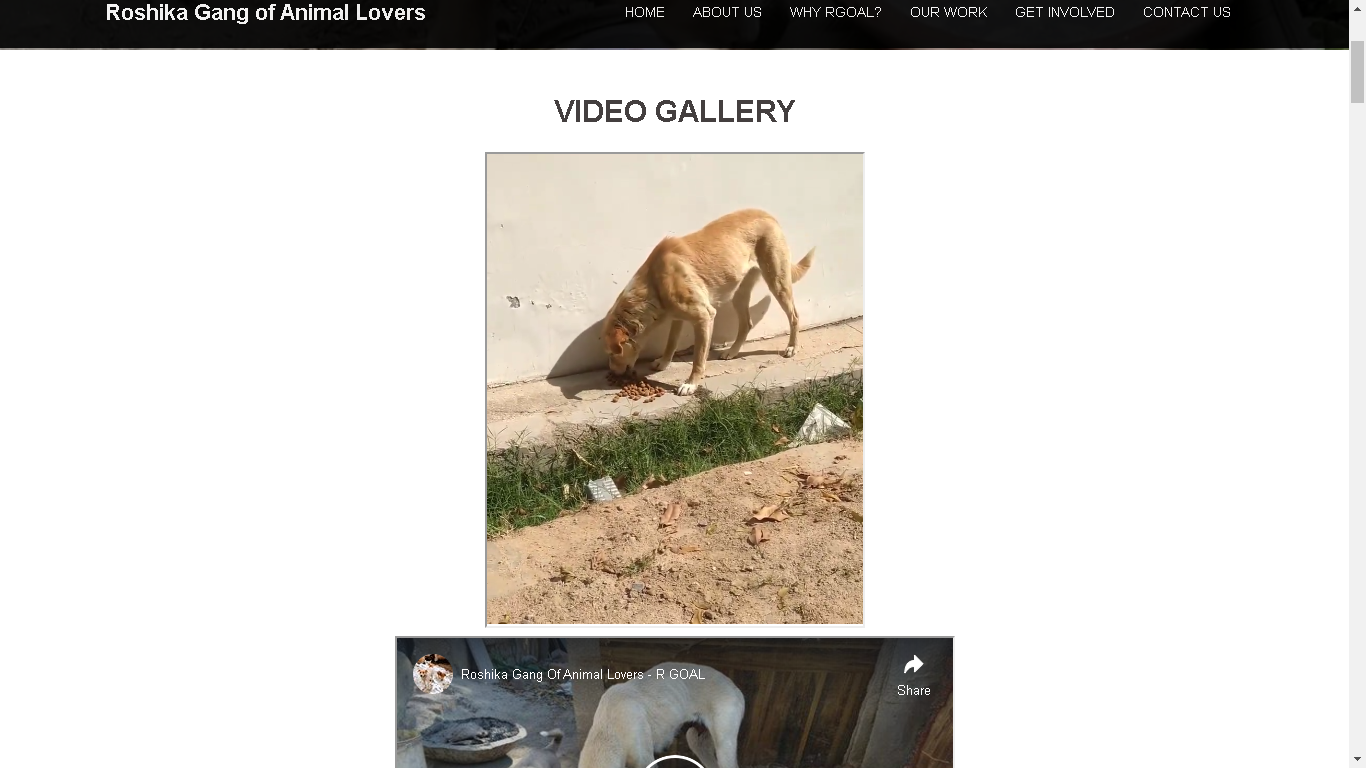 Roshika Gang of Animal Lovers
HOME ABOUT US WHY RGOAL? OUR WORK GET INVOLVED CONTACT US
VIDEO GALLERY
Roshika Gang Of Animal Lovers - R GOAL
Share